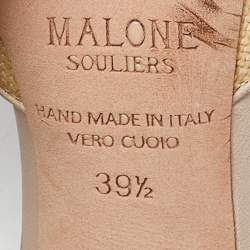 MALONE
SOULIERS
HAND MADE IN ITALY
VERO CUOIO
39½